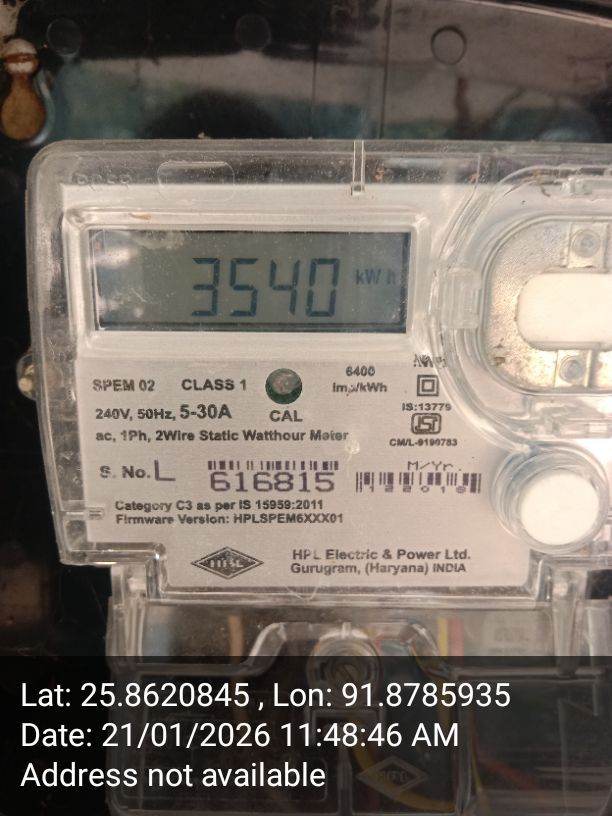 3540 kWh
SPEM 02 CLASS 1
6400
Imp/kWh
240V, 50Hz, 5-30A
CAL
IS:13779
ISI
CM/L-9199783
ac, 1Ph, 2Wire Static Watthour Meter
S. No. L 616815
M/Yr.
Category C3 as per IS 15959:2011
Firmware Version: HPLSPEM6XXX01
HPL
HPL Electric & Power Ltd.
Gurugram, (Haryana) INDIA
Lat: 25.8620845 , Lon: 91.8785935
Date: 21/01/2026 11:48:46 AM
Address not available